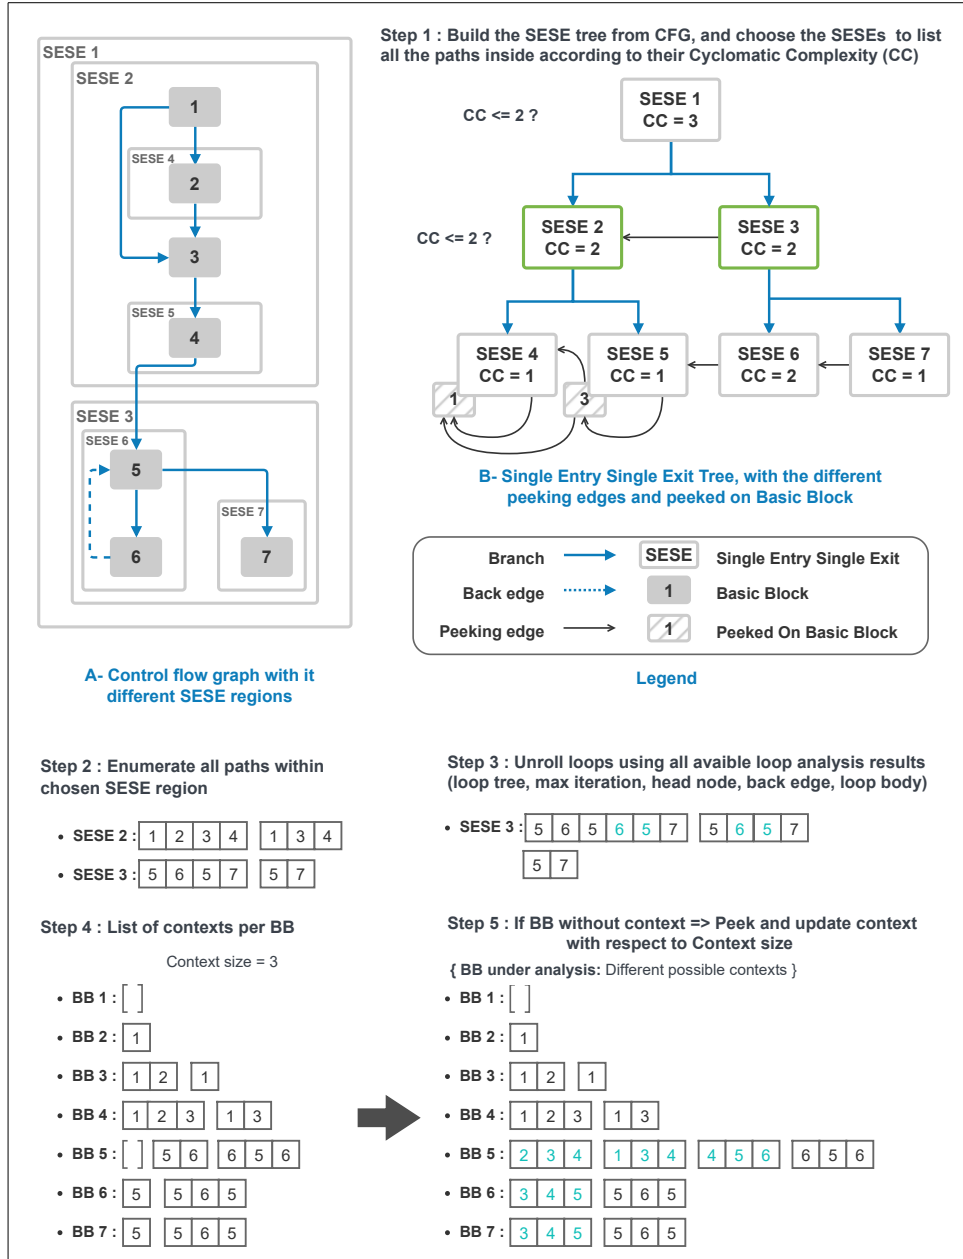 SESE 1
SESE 2
1
SESE 4
2
3
SESE 5
4
SESE 3
SESE 6
5
SESE 7
6
7
A- Control flow graph with it
different SESE regions
Step 1 : Build the SESE tree from CFG, and choose the SESEs to list
all the paths inside according to their Cyclomatic Complexity (CC)
CC <= 2 ?
SESE 1
CC = 3
CC <= 2 ?
SESE 2
CC = 2
SESE 3
CC = 2
SESE 4
CC = 1
SESE 5
CC = 1
SESE 6
CC = 2
SESE 7
CC = 1
1
3
B- Single Entry Single Exit Tree, with the different
peeking edges and peeked on Basic Block
Branch SESE Single Entry Single Exit
Back edge 1 Basic Block
Peeking edge 1 Peeked On Basic Block
Legend
Step 2 : Enumerate all paths within
chosen SESE region
• SESE 2 : 1 2 3 4 1 3 4
• SESE 3 : 5 6 5 7 5 7
Step 3 : Unroll loops using all avaible loop analysis results
(loop tree, max iteration, head node, back edge, loop body)
• SESE 3 : 5 6 5 6 5 7 5 6 5 7
5 7
Step 4 : List of contexts per BB
Context size = 3
• BB 1 : [ ]
• BB 2 : 1
• BB 3 : 1 2 1
• BB 4 : 1 2 3 1 3
• BB 5 : [ ] 5 6 6 5 6
• BB 6 : 5 5 6 5
• BB 7 : 5 5 6 5
Step 5 : If BB without context => Peek and update context
with respect to Context size
{ BB under analysis: Different possible contexts }
• BB 1 : [ ]
• BB 2 : 1
• BB 3 : 1 2 1
• BB 4 : 1 2 3 1 3
• BB 5 : 2 3 4 1 3 4 4 5 6 6 5 6
• BB 6 : 3 4 5 5 6 5
• BB 7 : 3 4 5 5 6 5